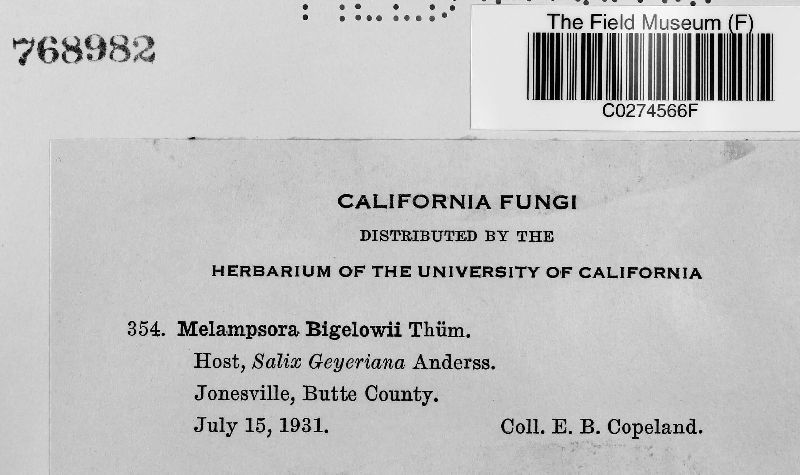 The Field Museum (F)
768982
C0274566F
CALIFORNIA FUNGI
DISTRIBUTED BY THE
HERBARIUM OF THE UNIVERSITY OF CALIFORNIA
354. Melampsora Bigelowii Thüm.
Host, Salix Geyeriana Anderss.
Jonesville, Butte County.
July 15, 1931. Coll. E. B. Copeland.